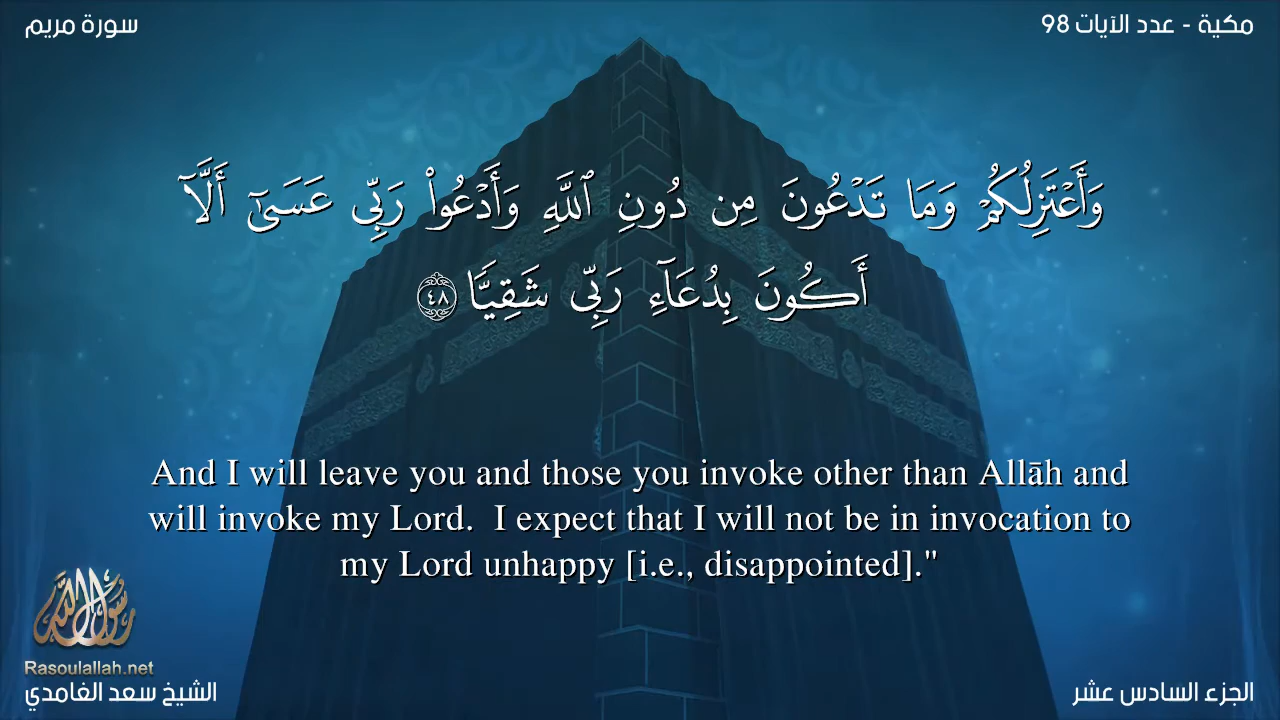 سورة مريم
مكية - عدد الآيات 98
وَأَعْتَزِلُكُمْ وَمَا تَدْعُونَ مِن دُونِ ٱللَّهِ وَأَدْعُوا۟ رَبِّى عَسَىٰٓ أَلَّآ
أَكُونَ بِدُعَآءِ رَبِّى شَقِيًّا ٤٨
And I will leave you and those you invoke other than Allāh and
will invoke my Lord.  I expect that I will not be in invocation to
my Lord unhappy [i.e., disappointed]."
رسول الله
Rasoulallah.net
الشيخ سعد الغامدي
الجزء السادس عشر